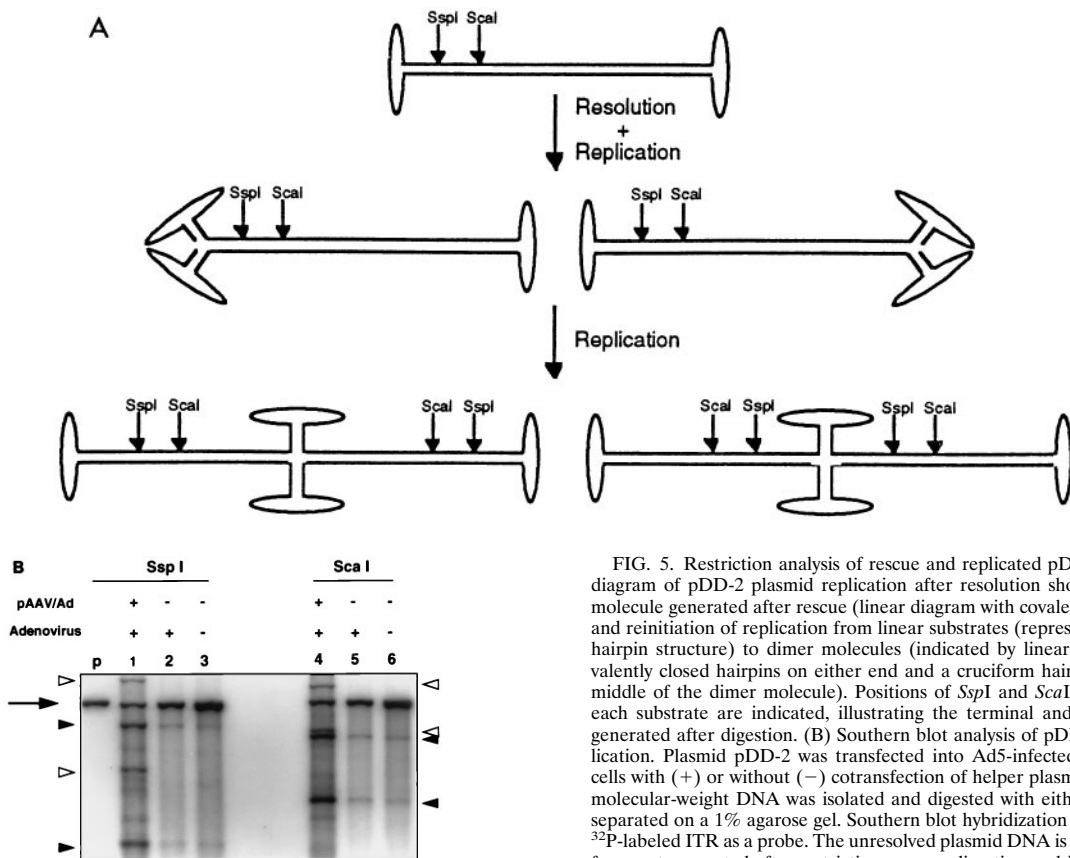 A
SspI ScaI
Resolution
+
Replication
SspI ScaI
SspI ScaI
Replication
SspI ScaI
ScaI SspI
ScaI SspI
SspI ScaI
B
Ssp I
Sca I
pAAV/Ad + - - + - -
Adenovirus + + - + + -
p 1 2 3 4 5 6
FIG. 5. Restriction analysis of rescue and replicated pD
diagram of pDD-2 plasmid replication after resolution sho
molecule generated after rescue (linear diagram with covale
and reinitiation of replication from linear substrates (repres
hairpin structure) to dimer molecules (indicated by linear
valently closed hairpins on either end and a cruciform hair
middle of the dimer molecule). Positions of SspI and ScaI
each substrate are indicated, illustrating the terminal and
generated after digestion. (B) Southern blot analysis of pD
lication. Plasmid pDD-2 was transfected into Ad5-infected
cells with (+) or without (−) cotransfection of helper plasm
molecular-weight DNA was isolated and digested with eith
separated on a 1% agarose gel. Southern blot hybridization
³²P-labeled ITR as a probe. The unresolved plasmid DNA is